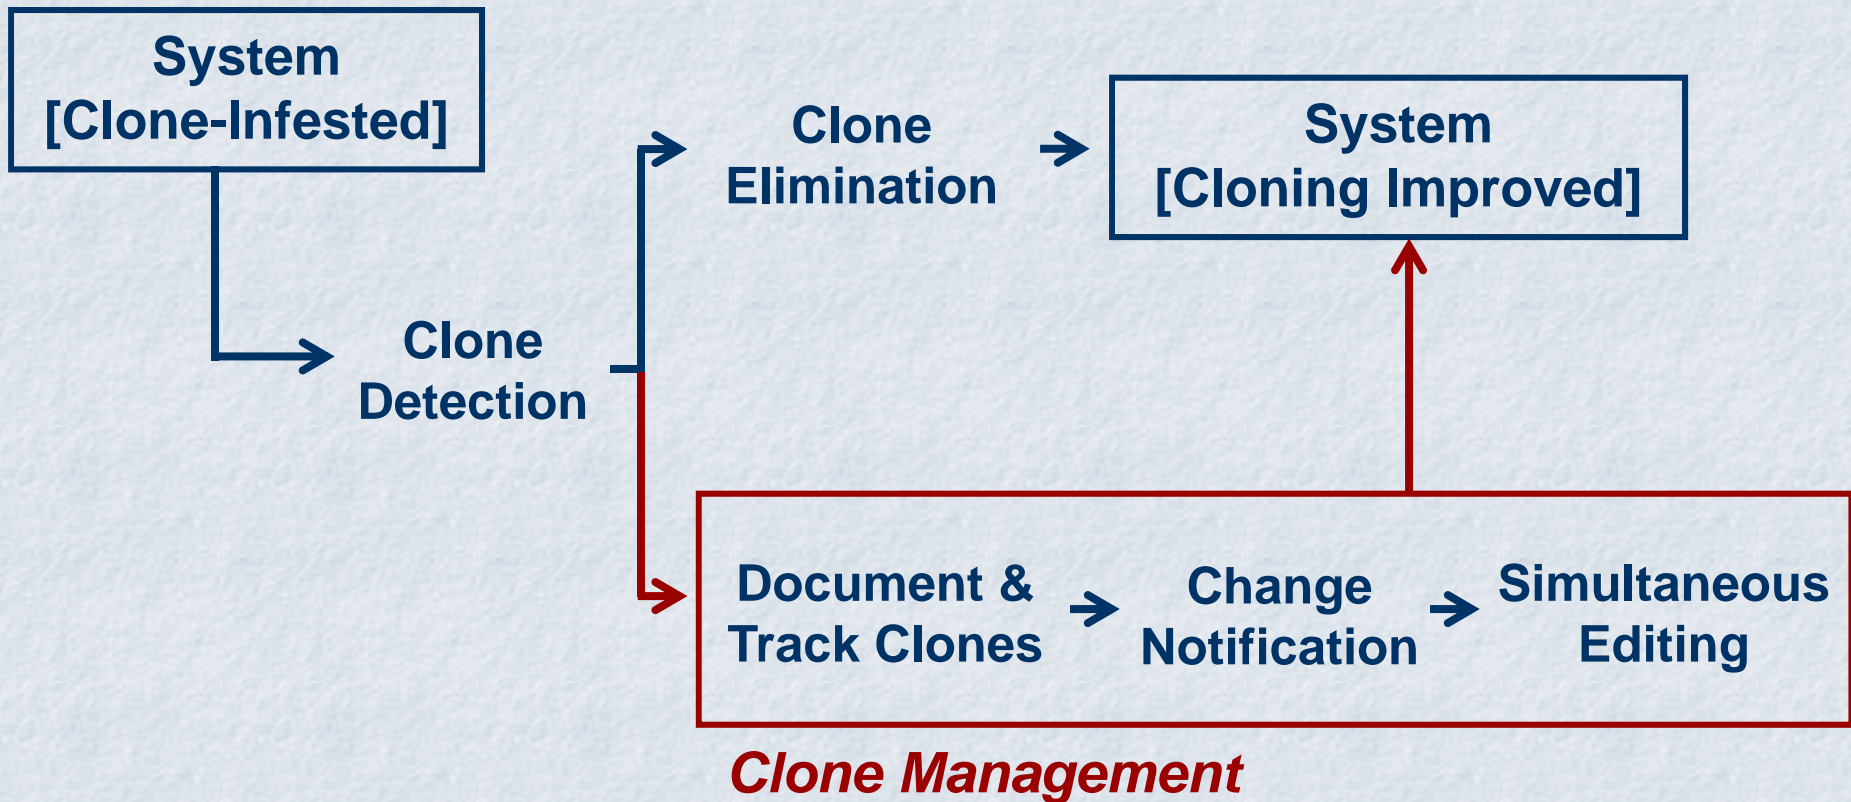 System
[Clone-Infested]
Clone
Elimination
System
[Cloning Improved]
Clone
Detection
Document &
Track Clones
Change
Notification
Simultaneous
Editing
Clone Management